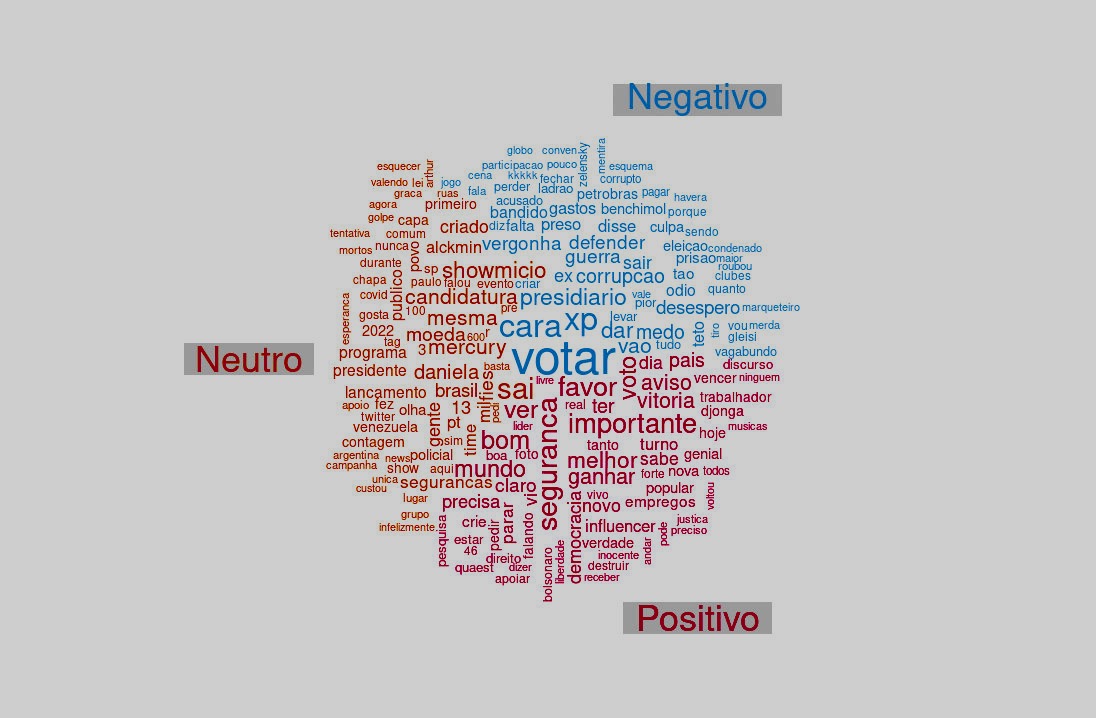 Negativo
globo conven. zelensky mentira
esquecer arthur participacao pouco esquema
valendo lei jogo cena kkkkk fechar corrupto
graca ruas fala perder ladrao petrobras pagar havera
agora primeiro acusado bandido gastos benchimol porque
golpe capa criado diz falta preso disse culpa sendo
tentativa comum
mortos nunca povo alckmin vergonha defender eleicao condenado
durante sp showmicio guerra sair prisao maior
chapa publico paulo falou evento criar ex corrupcao tao roubou clubes
covid candidatura presidiario vaje odio quanto
esperanca gosta 100 mesma pre cara xp levar pior desespero marqueteiro
2022 moeda 600 r dar medo teto tiro vou merda
tag gleisi
programa 3 mercury votar vao tudo vagabundo
Neutro
presidente daniela basta voto dia pais discurso
lancamento brasil fies sai livre favor aviso vencer ninguem
apoio fez olha gente 13 mil pedi ver real ter vitoria trabalhador
twitter pt lider importante djonga
venezuela time seguranca hoje musicas
contagem sim bom tanto turno
argentina news policial boa foto melhor sabe genial
campanha show aqui mundo ganhar forte nova todos
unica segurancas claro popular
custou vi vivo voltou
lugar precisa parar democracia novo empregos
grupo crie pedir falando influencer justica
infelizmente. pesquisa estar verdade pode preciso
46 direito liberdade inocente andar
quaest dizer destruir
apoiar bolsonaro receber
Positivo